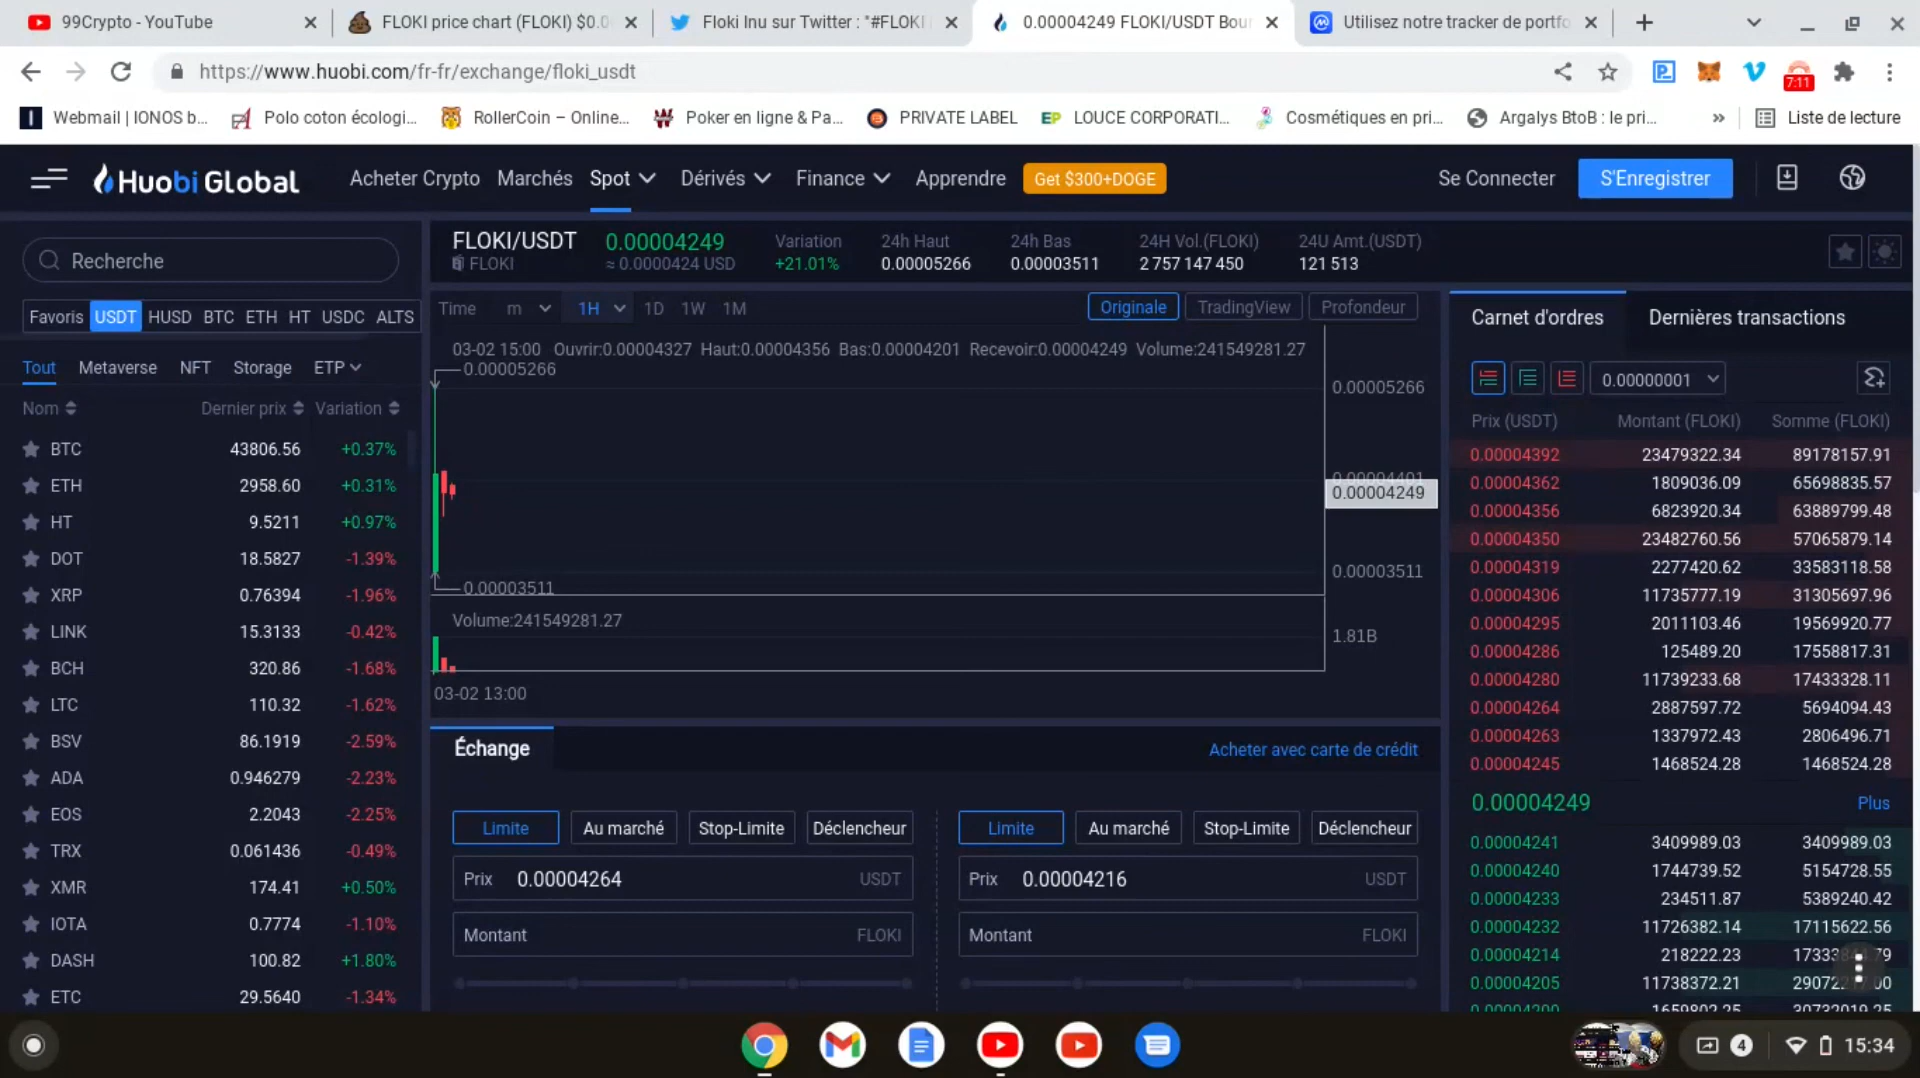 99Crypto - YouTube
FLOKI price chart (FLOKI) $0.0
Floki Inu sur Twitter : "#FLOKI
0.00004249 FLOKI/USDT Bour
Utilisez notre tracker de portfo
https://www.huobi.com/fr-fr/exchange/floki_usdt
7:11
Webmail | IONOS b...
Polo coton écologi...
RollerCoin – Online...
Poker en ligne & Pa...
PRIVATE LABEL
EP LOUCE CORPORATI...
Cosmétiques en pri...
Argalys BtoB : le pri...
»
Liste de lecture
Huobi Global
Acheter Crypto
Marchés
Spot
Dérivés
Finance
Apprendre
Get $300+DOGE
Se Connecter
S'Enregistrer
Recherche
Favoris USDT HUSD BTC ETH HT USDC ALTS
Tout Metaverse NFT Storage ETP
Nom Dernier prix Variation
BTC 43806.56 +0.37%
ETH 2958.60 +0.31%
HT 9.5211 +0.97%
DOT 18.5827 -1.39%
XRP 0.76394 -1.96%
LINK 15.3133 -0.42%
BCH 320.86 -1.68%
LTC 110.32 -1.62%
BSV 86.1919 -2.59%
ADA 0.946279 -2.23%
EOS 2.2043 -2.25%
TRX 0.061436 -0.49%
XMR 174.41 +0.50%
IOTA 0.7774 -1.10%
DASH 100.82 +1.80%
ETC 29.5640 -1.34%
FLOKI/USDT 0.00004249 Variation 24h Haut 24h Bas 24H Vol.(FLOKI) 24U Amt.(USDT)
FLOKI ≈ 0.0000424 USD +21.01% 0.00005266 0.00003511 2 757 147 450 121 513
Time m 1H 1D 1W 1M Originale TradingView Profondeur
03-02 15:00 Ouvrir:0.00004327 Haut:0.00004356 Bas:0.00004201 Recevoir:0.00004249 Volume:241549281.27
0.00005266
0.00005266
0.00004401
0.00004249
0.00003511
0.00003511
Volume:241549281.27
1.81B
03-02 13:00
Échange
Acheter avec carte de crédit
Limite Au marché Stop-Limite Déclencheur
Prix 0.00004264 USDT
Montant FLOKI
Limite Au marché Stop-Limite Déclencheur
Prix 0.00004216 USDT
Montant FLOKI
Carnet d'ordres Dernières transactions
0.00000001
Prix (USDT) Montant (FLOKI) Somme (FLOKI)
0.00004392 23479322.34 89178157.91
0.00004362 1809036.09 65698835.57
0.00004356 6823920.34 63889799.48
0.00004350 23482760.56 57065879.14
0.00004319 2277420.62 33583118.58
0.00004306 11735777.19 31305697.96
0.00004295 2011103.46 19569920.77
0.00004286 125489.20 17558817.31
0.00004280 11739233.68 17433328.11
0.00004264 2887597.72 5694094.43
0.00004263 1337972.43 2806496.71
0.00004245 1468524.28 1468524.28
0.00004249 Plus
0.00004241 3409989.03 3409989.03
0.00004240 1744739.52 5154728.55
0.00004233 234511.87 5389240.42
0.00004232 11726382.14 17115622.56
0.00004214 218222.23
0.00004205 11738372.21
0.00004200 1659802.25 30732019.25
4
15:34